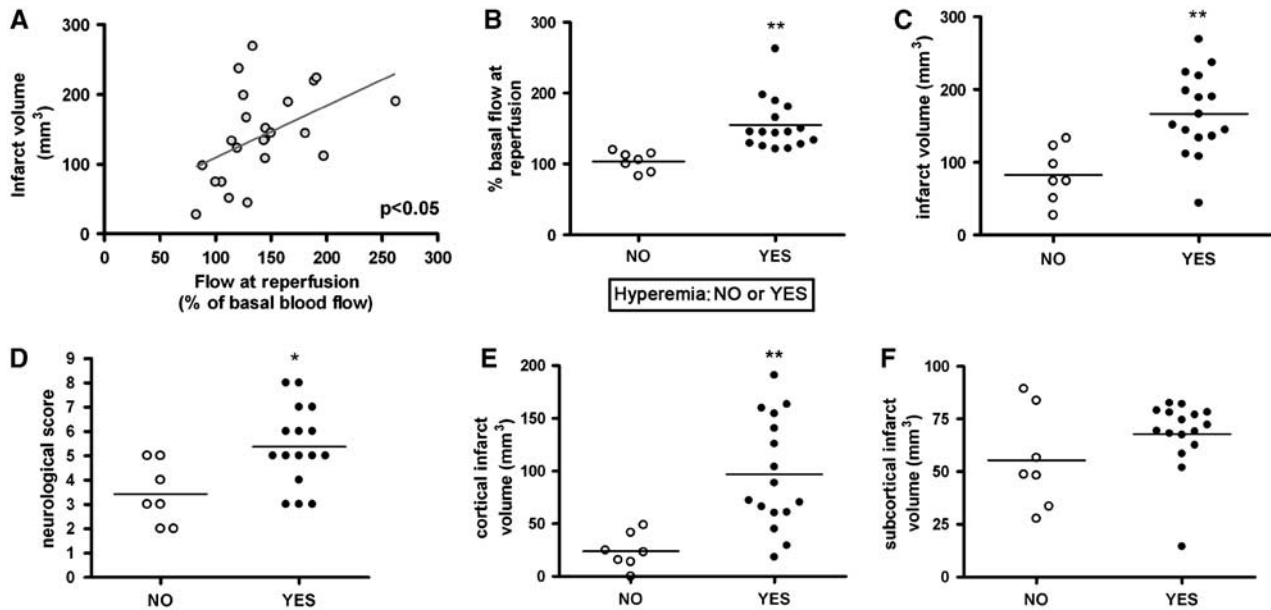 A
Infarct volume
(mm³)
300
200
100
0
p<0.05
0 50 100 150 200 250 300
Flow at reperfusion
(% of basal blood flow)
B
% basal flow at
reperfusion
300
200
100
0
**
NO YES
Hyperemia: NO or YES
C
infarct volume (mm³)
300
200
100
0
**
NO YES
D
neurological score
9
8
7
6
5
4
3
2
1
0
*
NO YES
E
cortical infarct
volume (mm³)
200
150
100
50
0
**
NO YES
F
subcortical infarct
volume (mm³)
100
75
50
25
0
NO YES